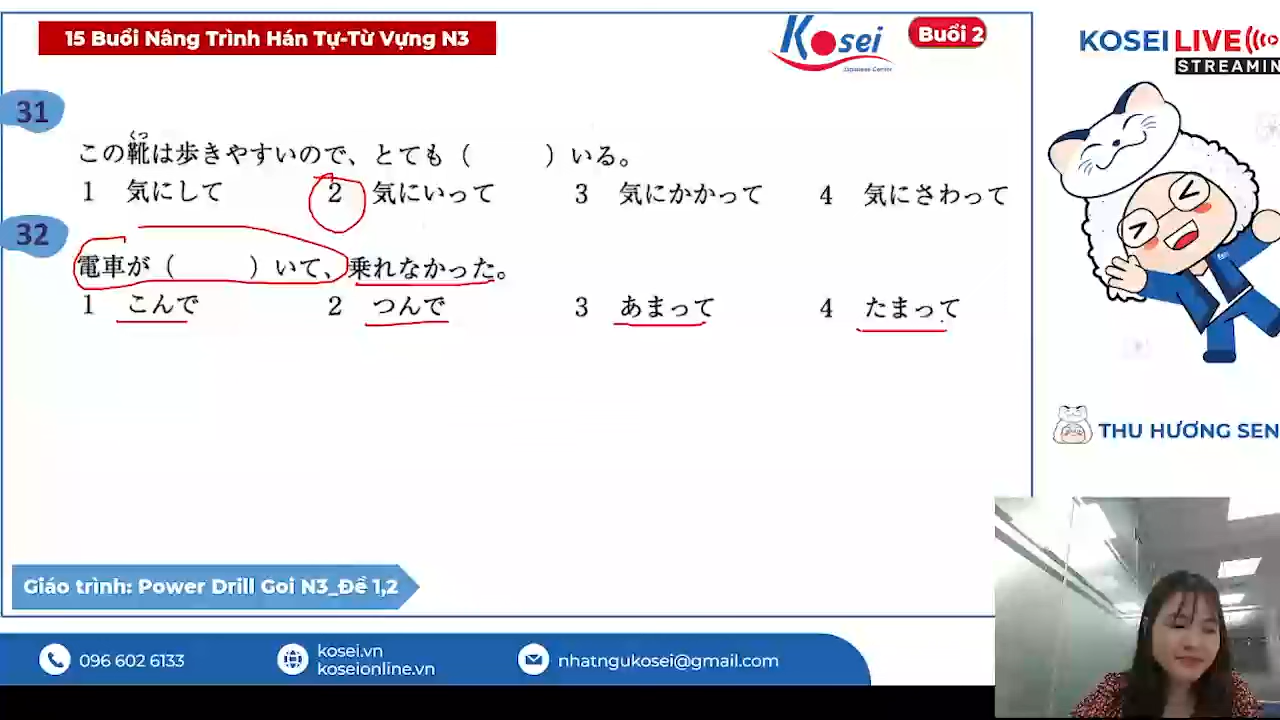 15 Buổi Nâng Trình Hán Tự-Từ Vựng N3
Kosei
Japanese Center
Buổi 2
KOSEI LIVE
STREAMIN
31
くつ
この靴は歩きやすいので、とても（　　　）いる。
1 気にして 2 気にいって 3 気にかかって 4 気にさわって
32
電車が（　　　）いて、乗れなかった。
1 こんで 2 つんで 3 あまって 4 たまって
THU HƯƠNG SEN
Giáo trình: Power Drill Goi N3_Đề 1,2
096 602 6133
kosei.vn
koseionline.vn
nhatngukosei@gmail.com